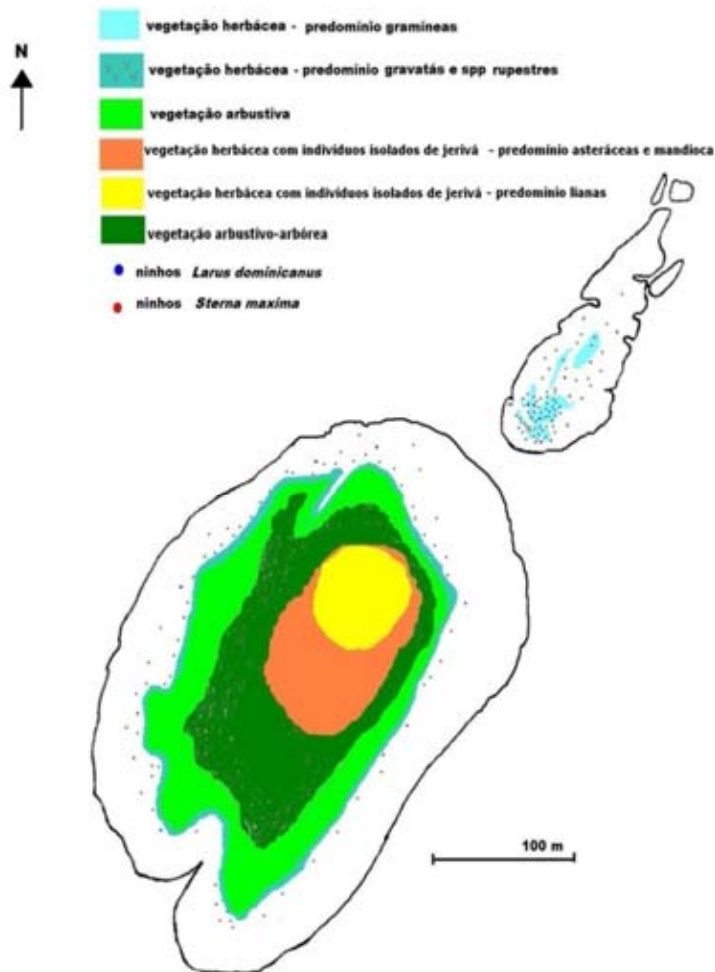 vegetação herbácea - predomínio gramíneas
N
vegetação herbácea - predomínio gravatás e spp rupestres
vegetação arbustiva
vegetação herbácea com indivíduos isolados de jerivá - predomínio asteráceas e mandioca
vegetação herbácea com indivíduos isolados de jerivá - predomínio lianas
vegetação arbustivo-arbórea
ninhos Larus dominicanus
ninhos Sterna maxima
100 m